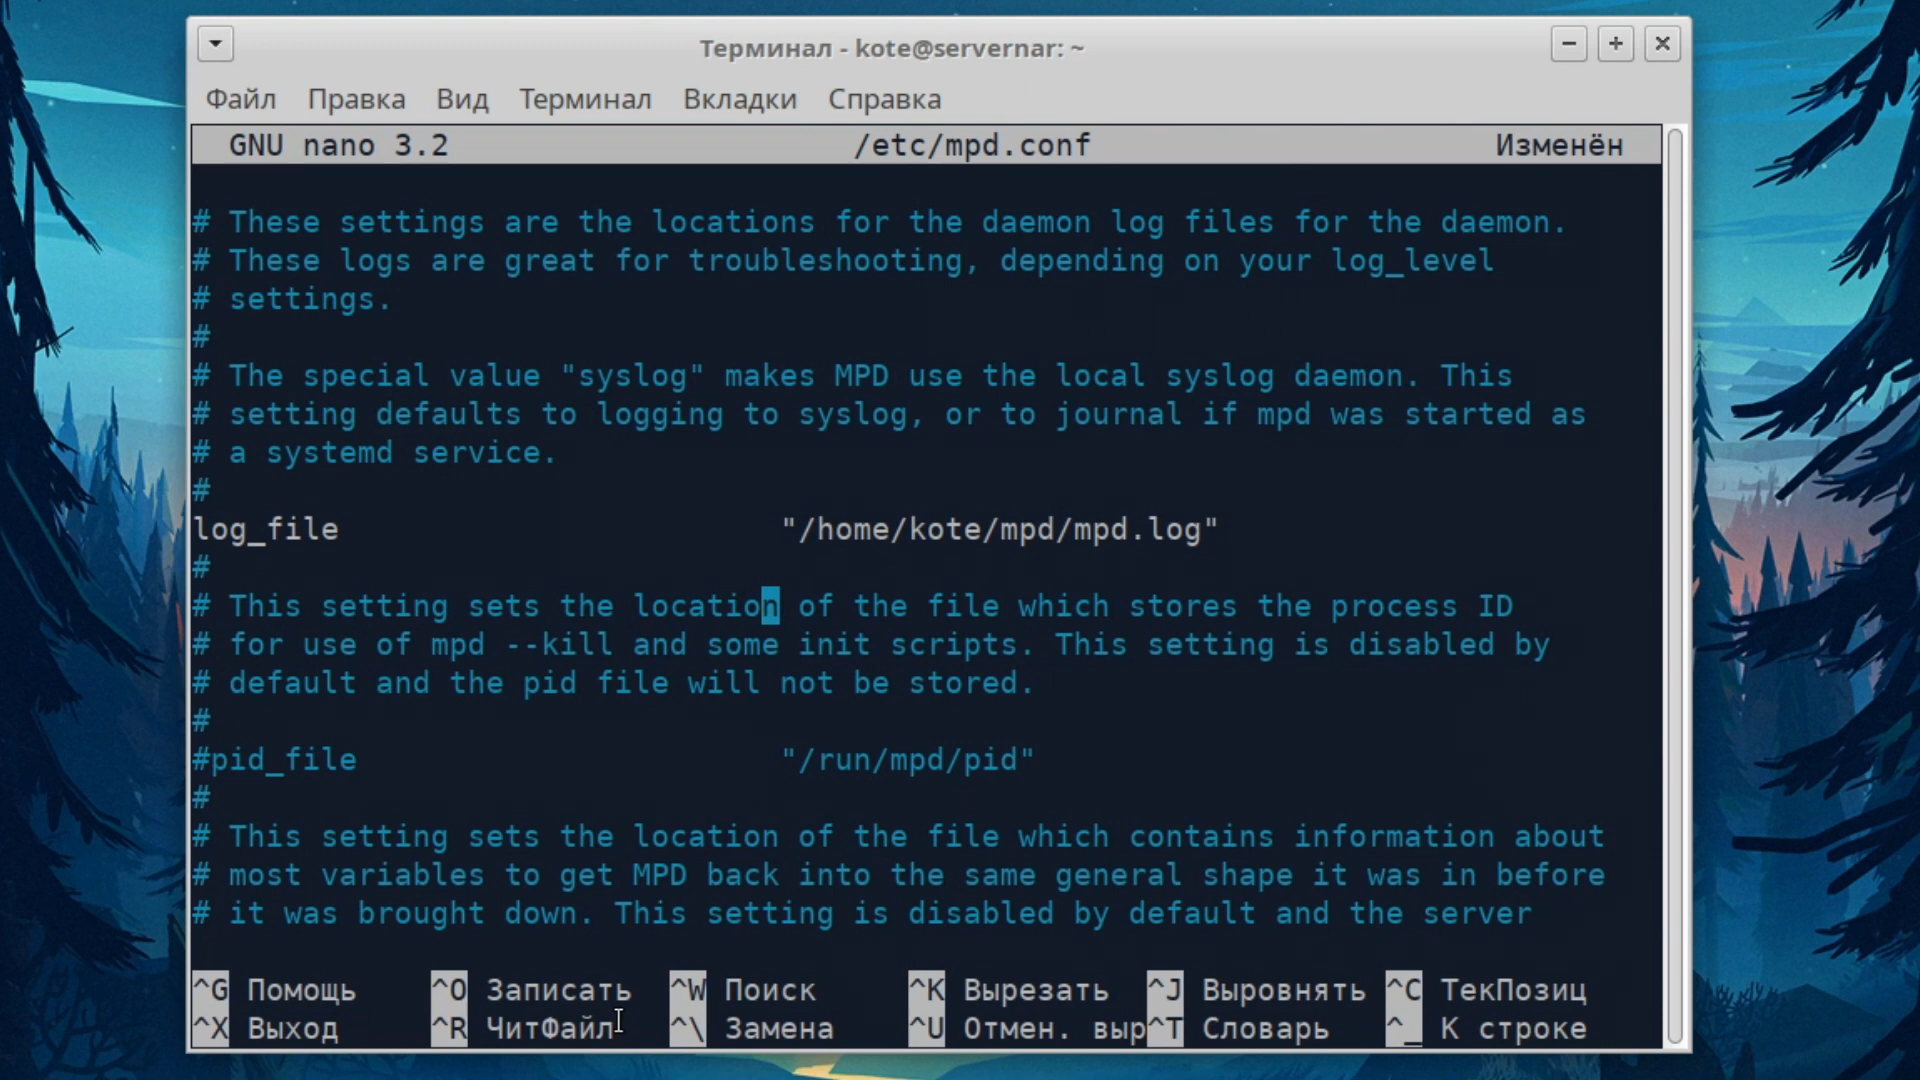 Терминал - kote@servernar: ~
Файл Правка Вид Терминал Вкладки Справка
GNU nano 3.2 /etc/mpd.conf Изменён
# These settings are the locations for the daemon log files for the daemon.
# These logs are great for troubleshooting, depending on your log_level
# settings.
#
# The special value "syslog" makes MPD use the local syslog daemon. This
# setting defaults to logging to syslog, or to journal if mpd was started as
# a systemd service.
#
log_file "/home/kote/mpd/mpd.log"
#
# This setting sets the location of the file which stores the process ID
# for use of mpd --kill and some init scripts. This setting is disabled by
# default and the pid file will not be stored.
#
#pid_file "/run/mpd/pid"
#
# This setting sets the location of the file which contains information about
# most variables to get MPD back into the same general shape it was in before
# it was brought down. This setting is disabled by default and the server
^G Помощь ^O Записать ^W Поиск ^K Вырезать ^J Выровнять ^C ТекПозиц
^X Выход ^R ЧитФайл ^\ Замена ^U Отмен. выр ^T Словарь ^_ К строке